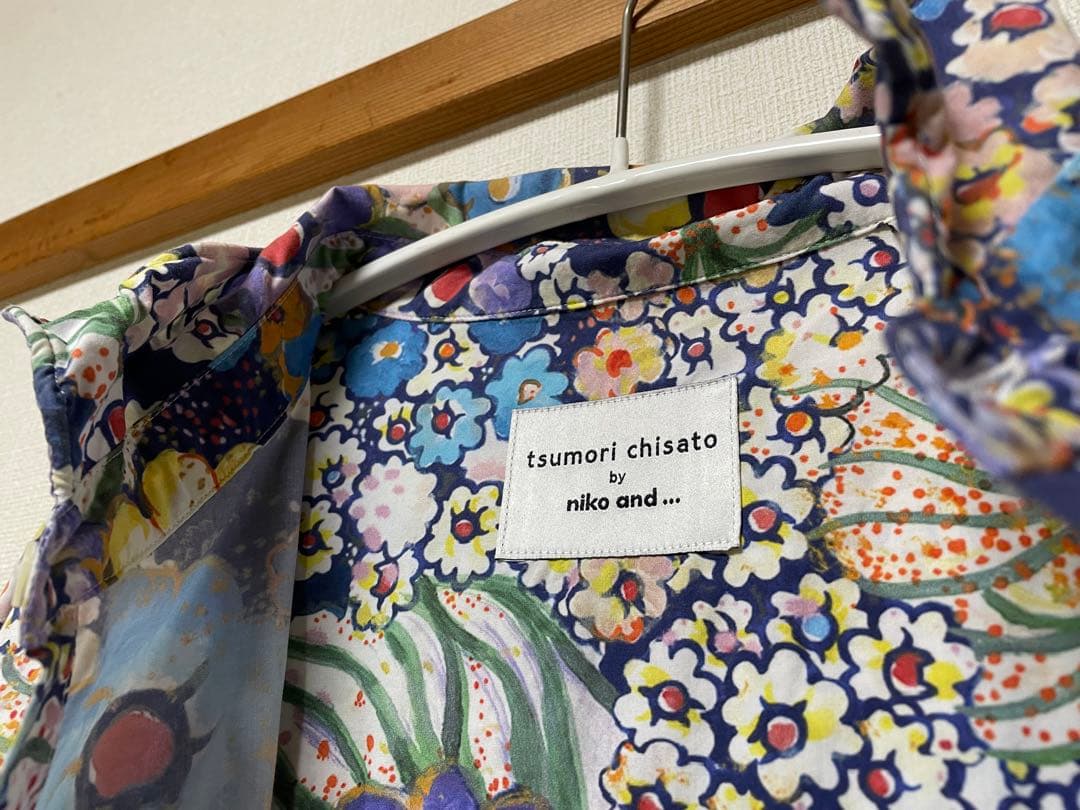 tsumori chisato
by
niko and ...